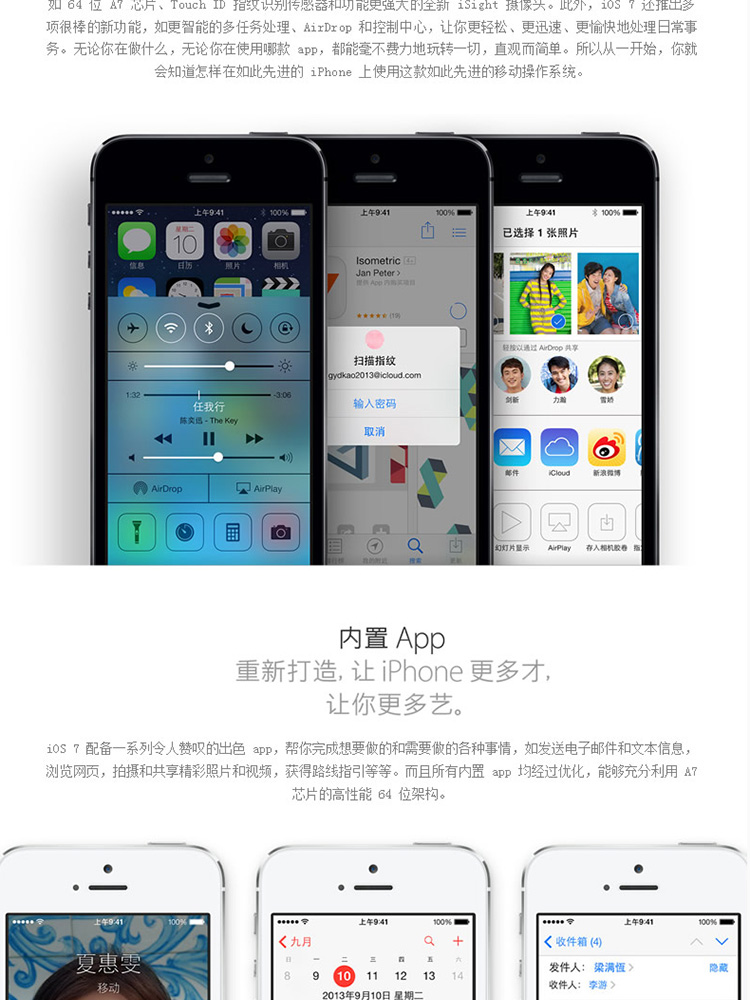 如 64 位 A7 芯片、Touch ID 指纹识别传感器和功能更强大的全新 iSight 摄像头。此外，iOS 7 还推出多
项很棒的新功能，如更智能的多任务处理、AirDrop 和控制中心，让你更轻松、更迅速、更愉快地处理日常事
务。无论你在做什么，无论你在使用哪款 app，都能毫不费力地玩转一切，直观而简单。所以从一开始，你就
会知道怎样在如此先进的 iPhone 上使用这款如此先进的移动操作系统。
上午9:41
100%
星期二
10
信息
日历
照片
相机
1:32
-3:06
任我行
陈奕迅 - The Key
AirDrop
AirPlay
上午9:41
100%
Isometric
4+
Jan Peter >
提供 App 内购买项目
(19)
扫描指纹
gydkao2013@icloud.com
输入密码
取消
搜索
更新
上午9:41
100%
已选择 1 张照片
轻按以通过 AirDrop 共享
剑新
力瀚
雪娇
邮件
iCloud
新浪微博
幻灯片显示
AirPlay
存入相机胶卷
内置 App
重新打造，让 iPhone 更多才，
让你更多艺。
iOS 7 配备一系列令人赞叹的出色 app，帮你完成想要做的和需要做的各种事情，如发送电子邮件和文本信息，
浏览网页，拍摄和共享精彩照片和视频，获得路线指引等等。而且所有内置 app 均经过优化，能够充分利用 A7
芯片的高性能 64 位架构。
上午9:41
100%
夏惠雯
移动
上午9:41
100%
九月
日 一 二 三 四 五 六
8 9 10 11 12 13 14
2013年9月10日 星期二
上午9:41
100%
收件箱 (4)
发件人： 梁满恆 >
隐藏
收件人： 李游 >